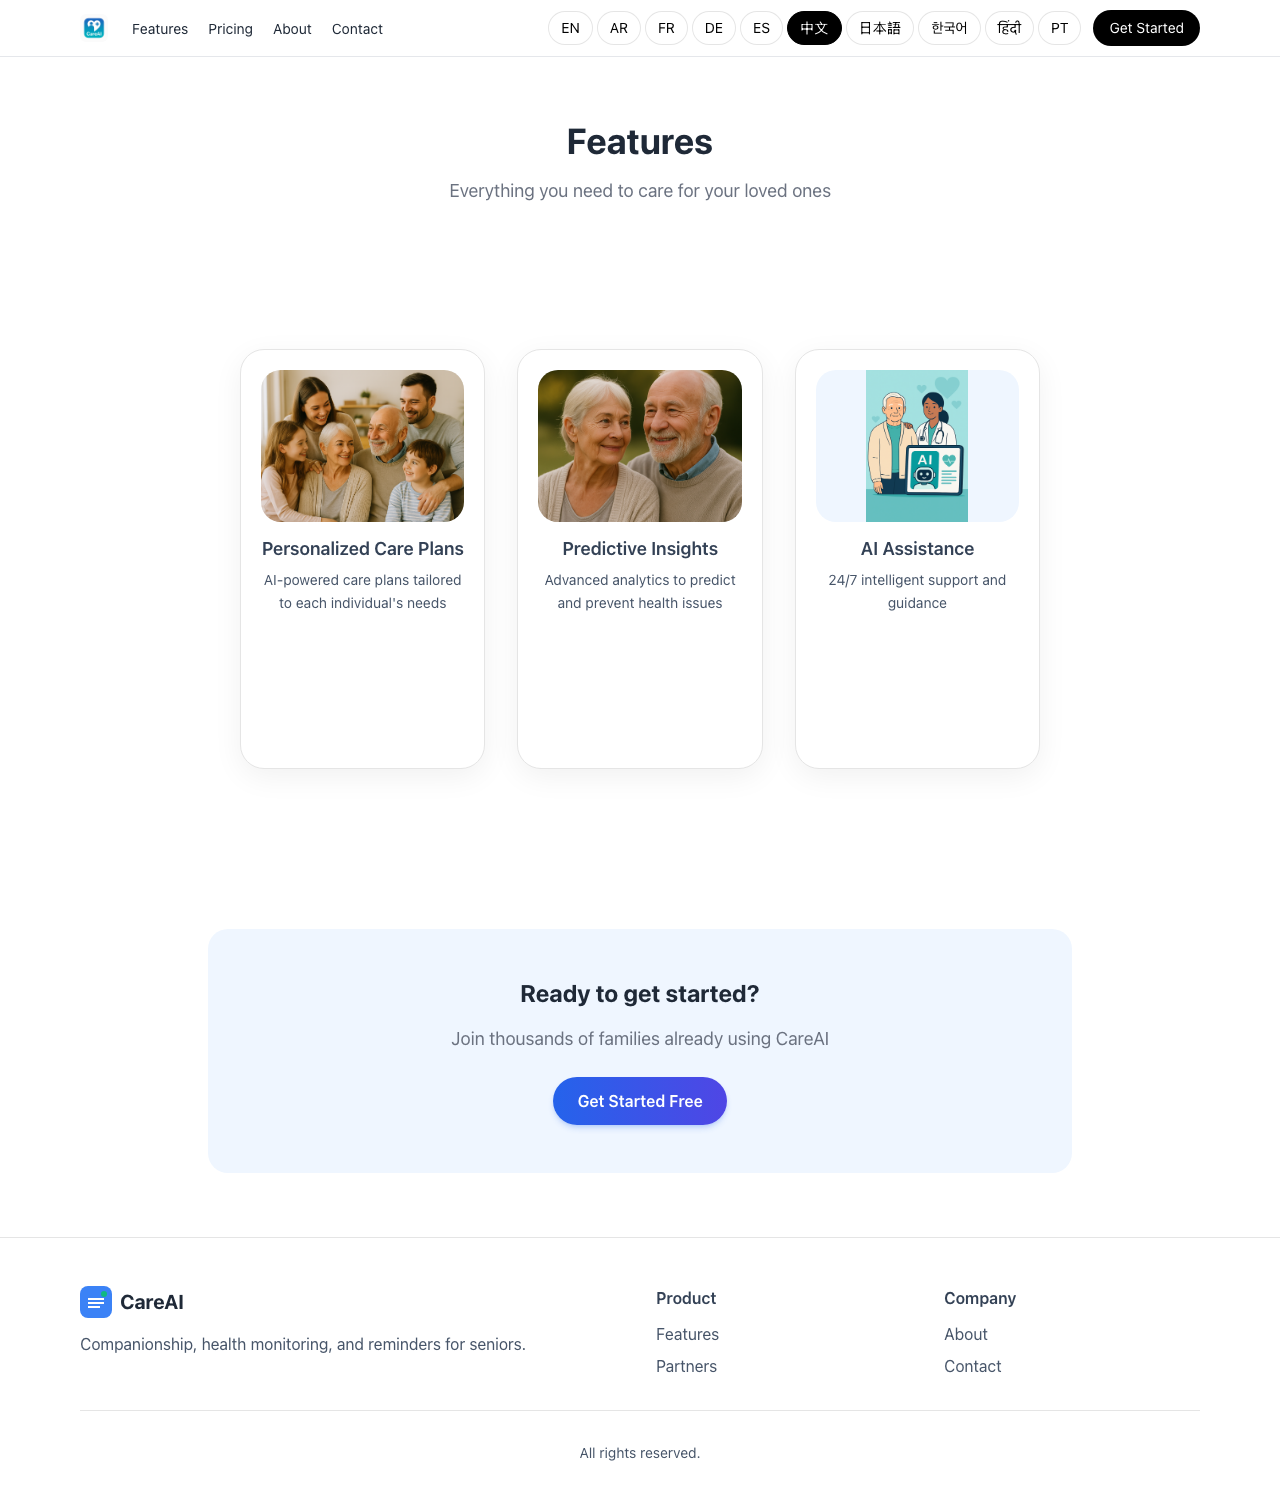 CareAI
Features
Pricing
About
Contact
EN
AR
FR
DE
ES
中文
日本語
한국어
हिंदी
PT
Get Started
Features
Everything you need to care for your loved ones
AI
Personalized Care Plans
AI-powered care plans tailored
to each individual's needs
Predictive Insights
Advanced analytics to predict
and prevent health issues
AI Assistance
24/7 intelligent support and
guidance
Ready to get started?
Join thousands of families already using CareAI
Get Started Free
CareAI
Companionship, health monitoring, and reminders for seniors.
Product
Features
Partners
Company
About
Contact
All rights reserved.